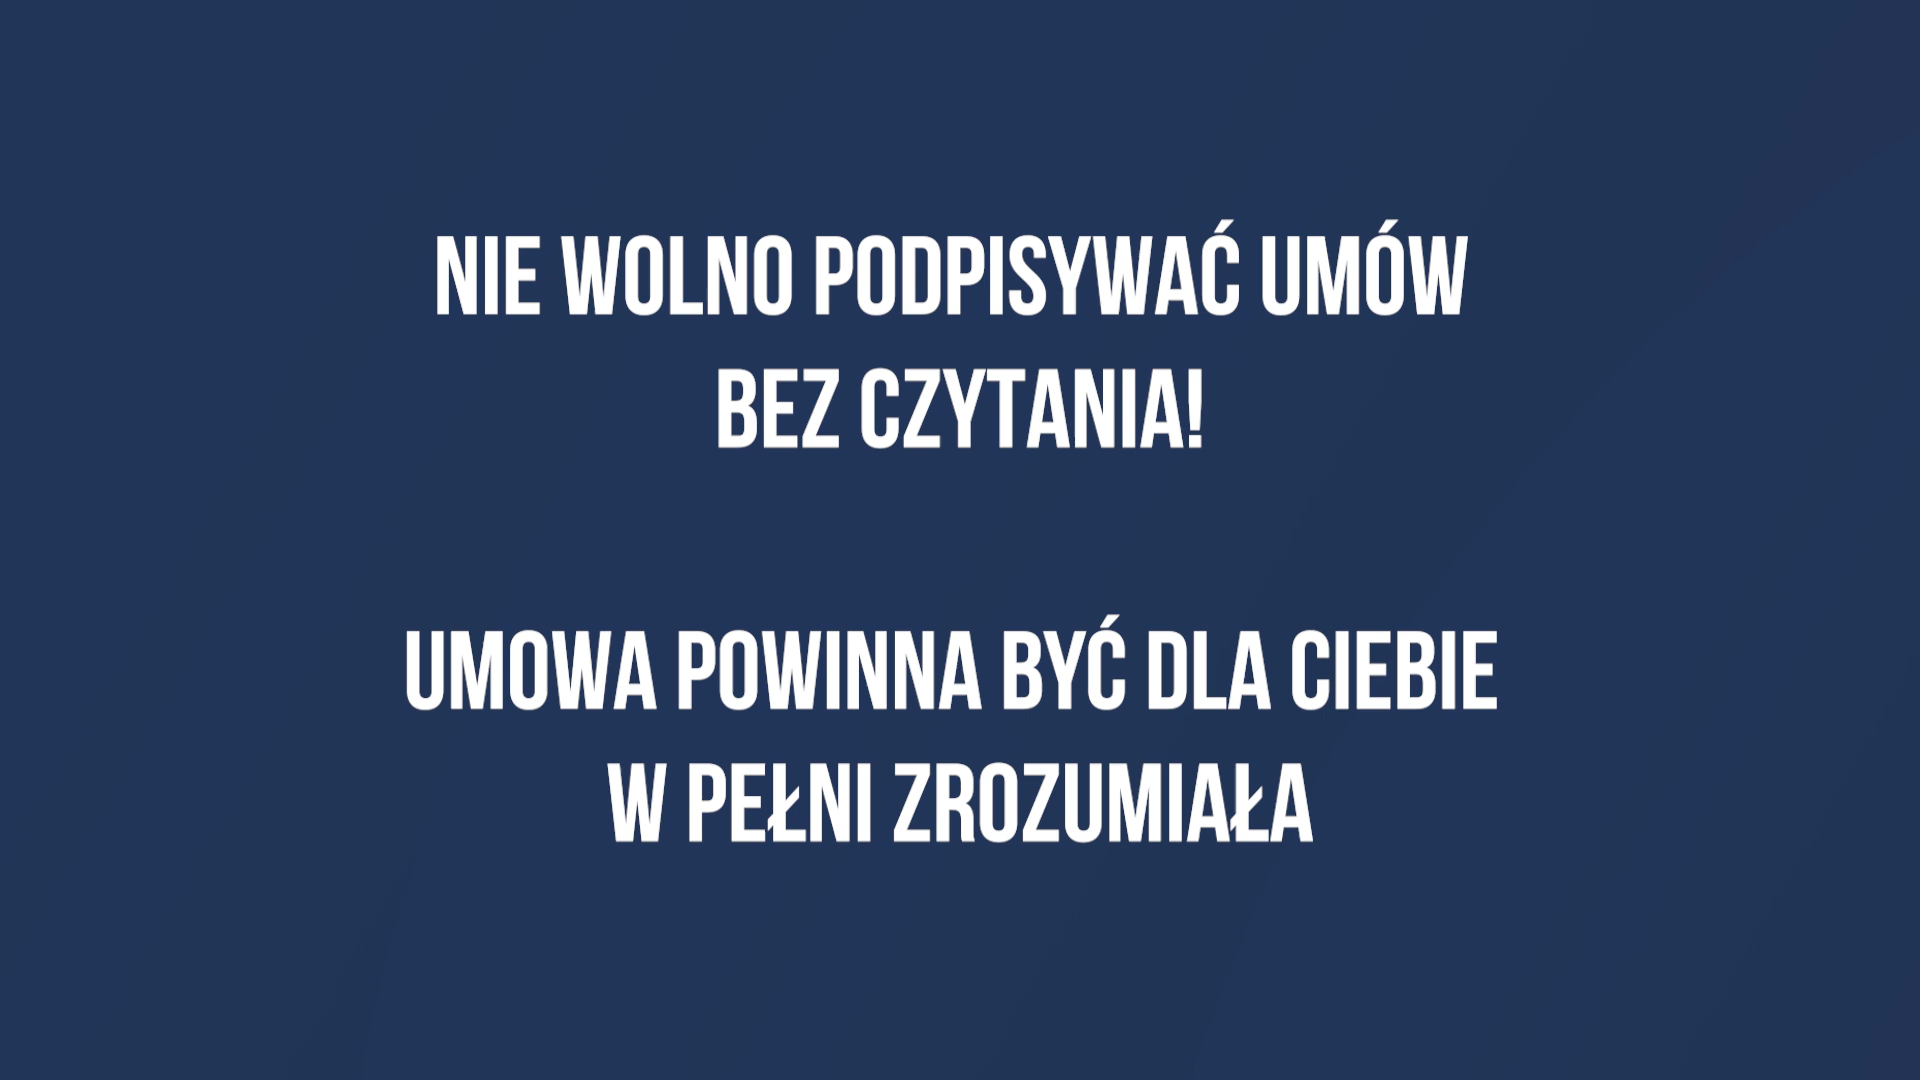 NIE WOLNO PODPISYWAĆ UMÓW
BEZ CZYTANIA!
UMOWA POWINNA BYĆ DLA CIEBIE
W PEŁNI ZROZUMIAŁA